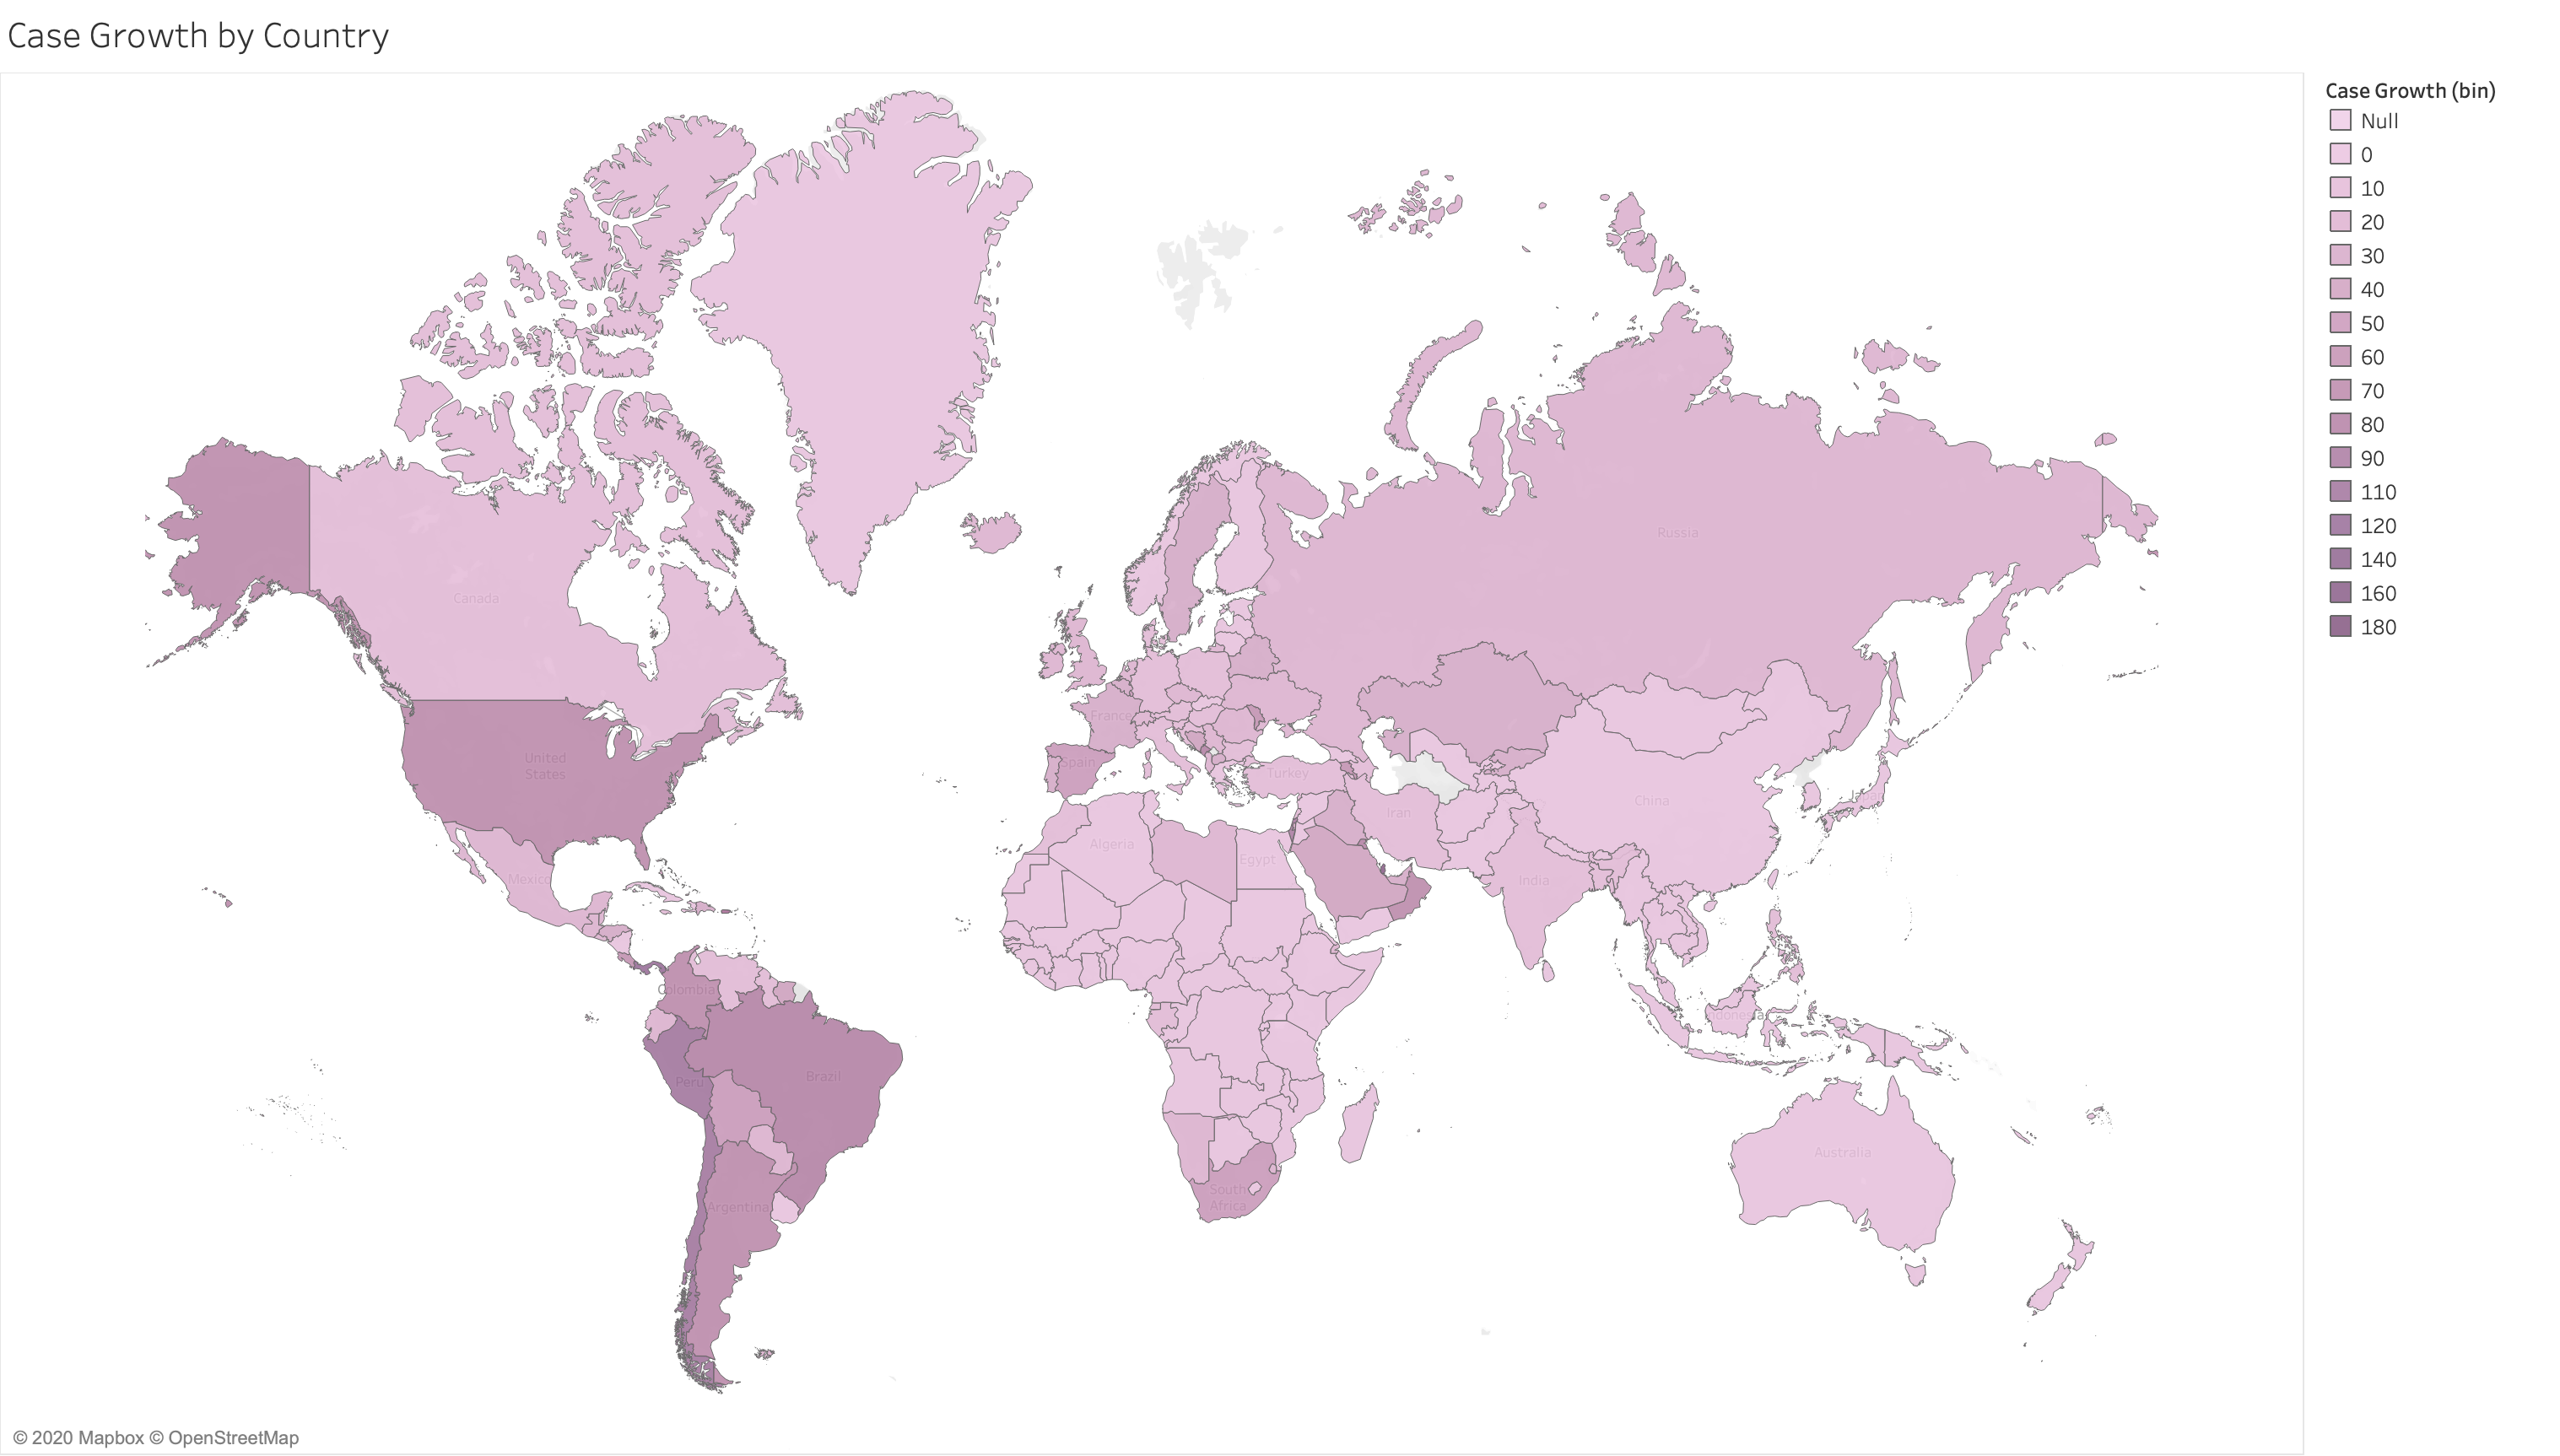 Case Growth by Country
Case Growth (bin)
Null
0
10
20
30
40
50
60
70
80
90
110
120
140
160
180
Russia
Canada
France
United
States
Spain
Turkey
China
Japan
Iran
Algeria
Egypt
Mexico
India
Colombia
Indonesia
Peru
Brazil
Australia
South
Africa
Argentina
© 2020 Mapbox © OpenStreetMap